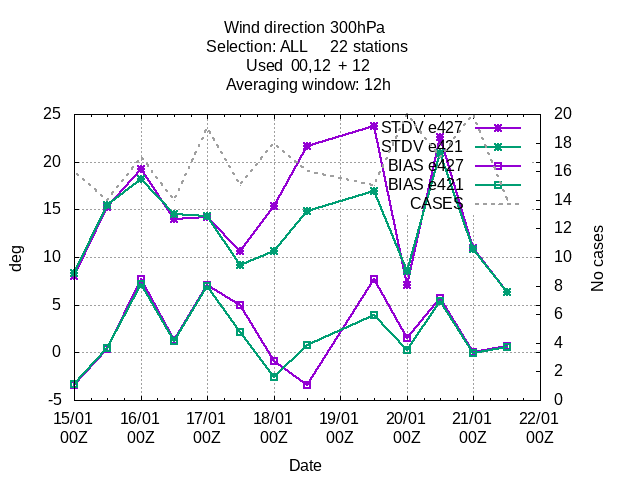 Wind direction 300hPa
Selection: ALL     22 stations
Used  00,12  + 12
Averaging window: 12h
25
20
15
10
5
0
-5
deg
20
18
16
14
12
10
8
6
4
2
0
No cases
STDV e427
STDV e421
BIAS e427
BIAS e421
CASES
15/01 16/01 17/01 18/01 19/01 20/01 21/01 22/01
00Z 00Z 00Z 00Z 00Z 00Z 00Z 00Z
Date